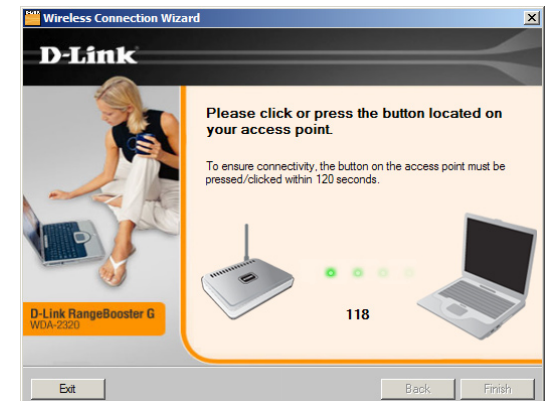 Wireless Connection Wizard
D-Link
Please click or press the button located on
your access point.
To ensure connectivity, the button on the access point must be
pressed/clicked within 120 seconds.
118
D-Link RangeBooster G
WDA-2320
Exit
Back
Finish